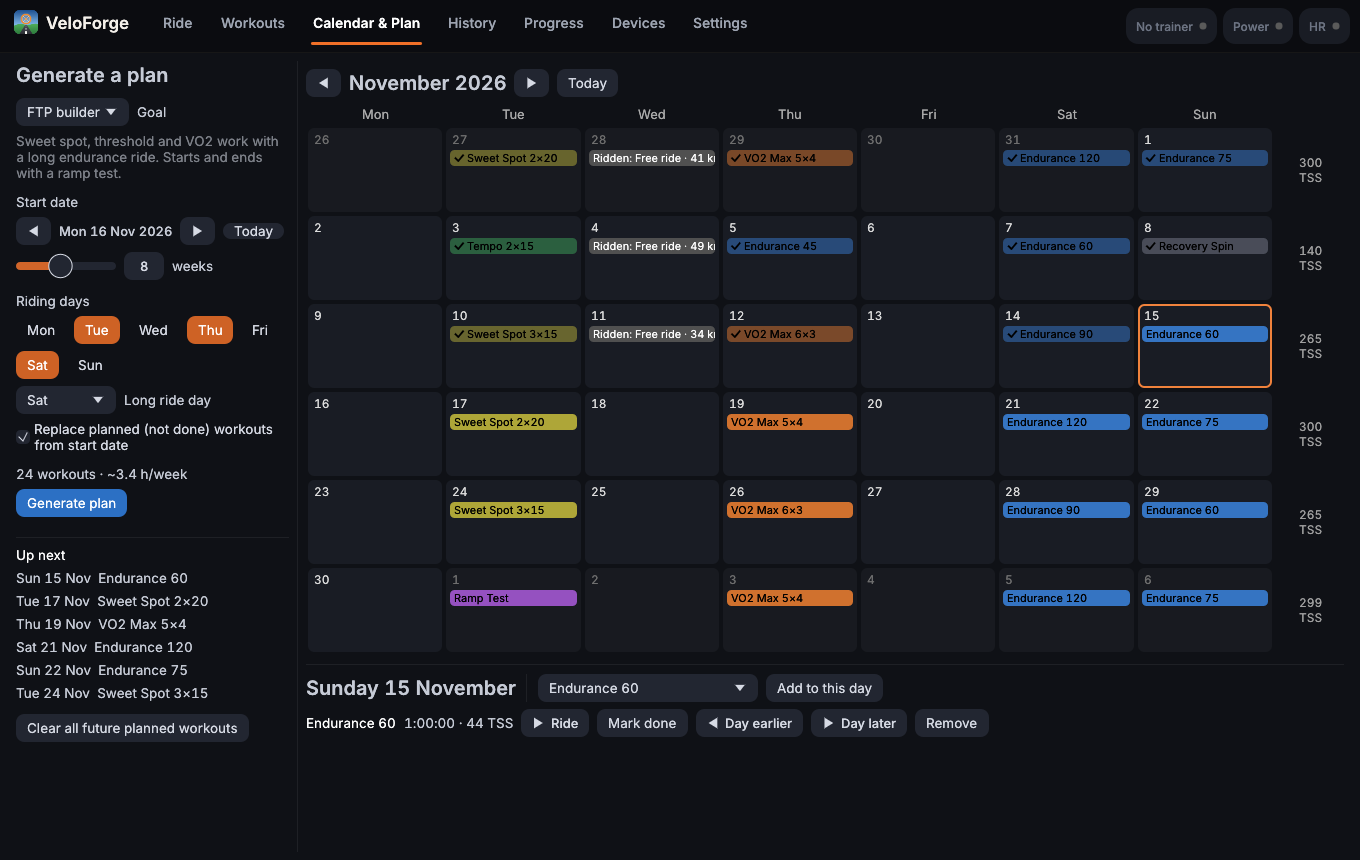 VeloForge
Ride
Workouts
Calendar & Plan
History
Progress
Devices
Settings
No trainer
Power
HR
Generate a plan
FTP builder
Goal
Sweet spot, threshold and VO2 work with
a long endurance ride. Starts and ends
with a ramp test.
Start date
Mon 16 Nov 2026
Today
8
weeks
Riding days
Mon Tue Wed Thu Fri
Sat Sun
Sat
Long ride day
Replace planned (not done) workouts
from start date
24 workouts · ~3.4 h/week
Generate plan
Up next
Sun 15 Nov Endurance 60
Tue 17 Nov Sweet Spot 2×20
Thu 19 Nov VO2 Max 5×4
Sat 21 Nov Endurance 120
Sun 22 Nov Endurance 75
Tue 24 Nov Sweet Spot 3×15
Clear all future planned workouts
November 2026
Today
Mon Tue Wed Thu Fri Sat Sun
26 27 28 29 30 31 1
✓ Sweet Spot 2×20 Ridden: Free ride · 41 k ✓ VO2 Max 5×4 ✓ Endurance 120 ✓ Endurance 75
300
TSS
2 3 4 5 6 7 8
✓ Tempo 2×15 Ridden: Free ride · 49 k ✓ Endurance 45 ✓ Endurance 60 ✓ Recovery Spin
140
TSS
9 10 11 12 13 14 15
✓ Sweet Spot 3×15 Ridden: Free ride · 34 k ✓ VO2 Max 6×3 ✓ Endurance 90 Endurance 60
265
TSS
16 17 18 19 20 21 22
Sweet Spot 2×20 VO2 Max 5×4 Endurance 120 Endurance 75
300
TSS
23 24 25 26 27 28 29
Sweet Spot 3×15 VO2 Max 6×3 Endurance 90 Endurance 60
265
TSS
30 1 2 3 4 5 6
Ramp Test VO2 Max 5×4 Endurance 120 Endurance 75
299
TSS
Sunday 15 November
Endurance 60
Add to this day
Endurance 60 1:00:00 · 44 TSS
Ride
Mark done
Day earlier
Day later
Remove